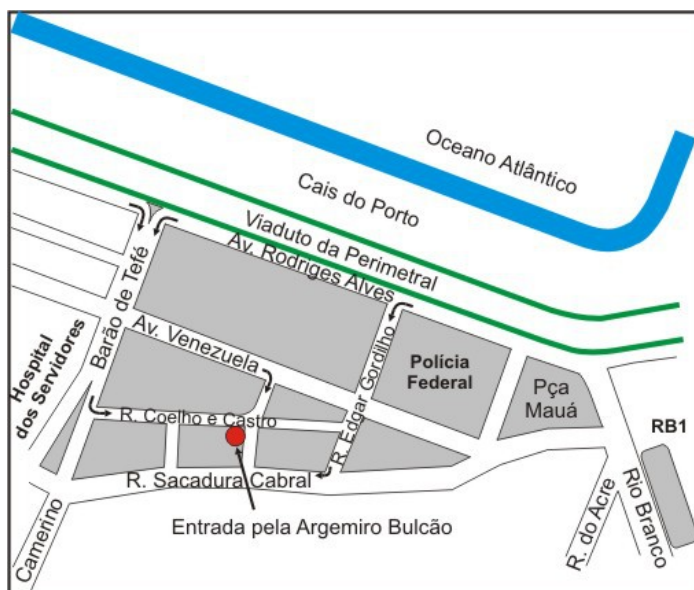 Oceano Atlântico
Cais do Porto
Viaduto da Perimetral
Av. Rodriges Alves
Barão de Tefé
Av. Venezuela
R. Edgar Gordilho
Polícia
Federal
Pça
Mauá
Hospital
dos Servidores
R. Coelho e Castro
RB1
R. Sacadura Cabral
Entrada pela Argemiro Bulcão
Camerino
R. do Acre
Rio Branco